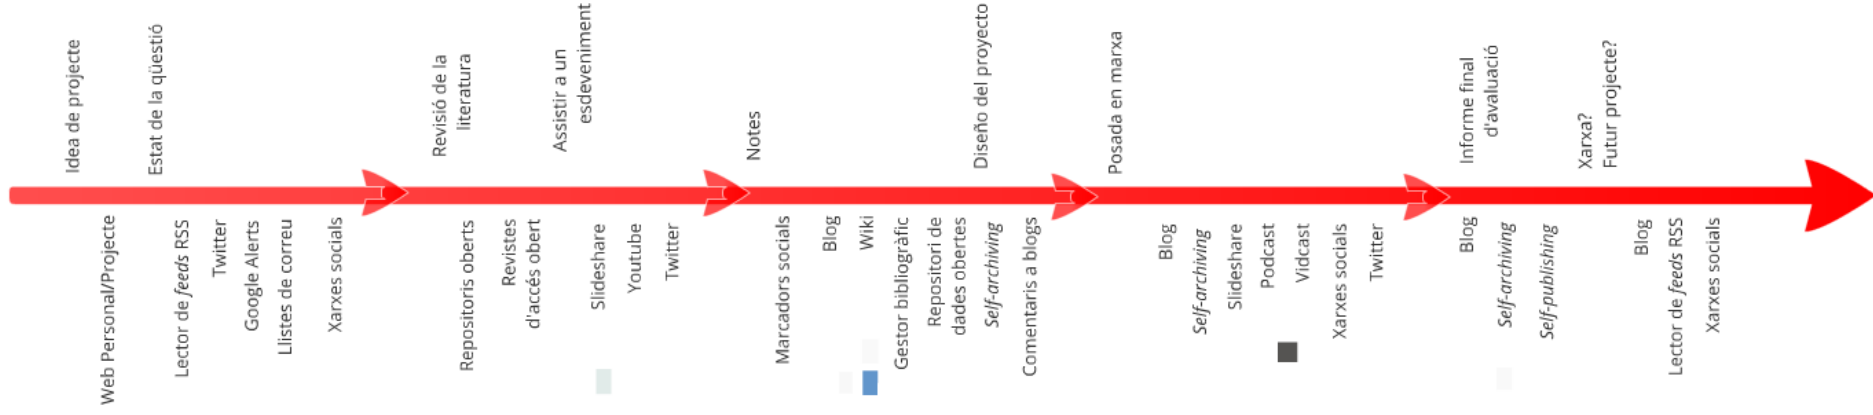 Idea de projecte
Estat de la qüestió
Revisió de la
literatura
Assistir a un
esdeveniment
Notes
Diseño del proyecto
Posada en marxa
Informe final
d'avaluació
Xarxa?
Futur projecte?
Web Personal/Projecte
Lector de feeds RSS
Twitter
Google Alerts
Llistes de correu
Xarxes socials
Repositoris oberts
Revistes
d'accés obert
Slideshare
Youtube
Twitter
Marcadors socials
Blog
Wiki
Gestor bibliogràfic
Repositori de
dades obertes
Self-archiving
Comentaris a blogs
Blog
Self-archiving
Slideshare
Podcast
Vidcast
Xarxes socials
Twitter
Blog
Self-archiving
Self-publishing
Blog
Lector de feeds RSS
Xarxes socials